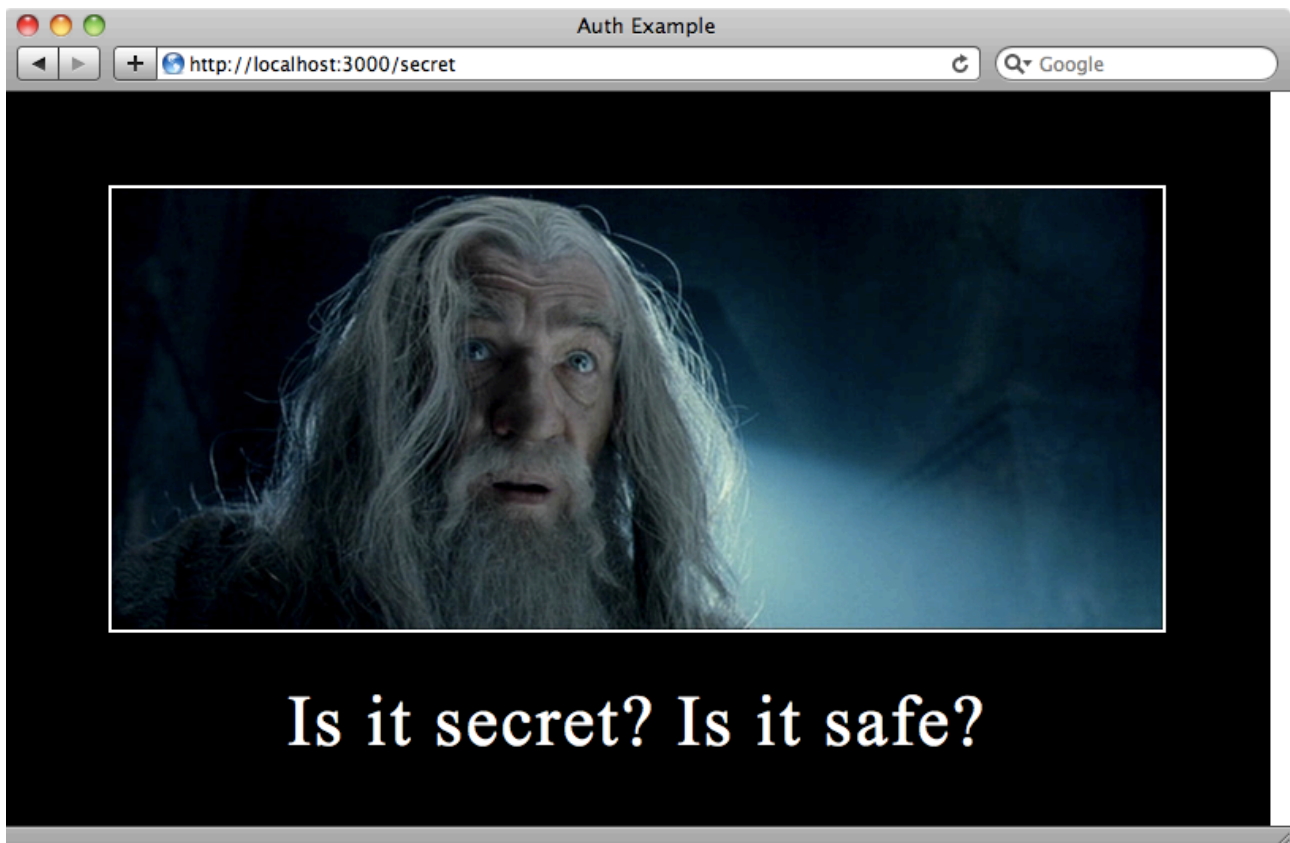 Auth Example
http://localhost:3000/secret
Google
Is it secret? Is it safe?